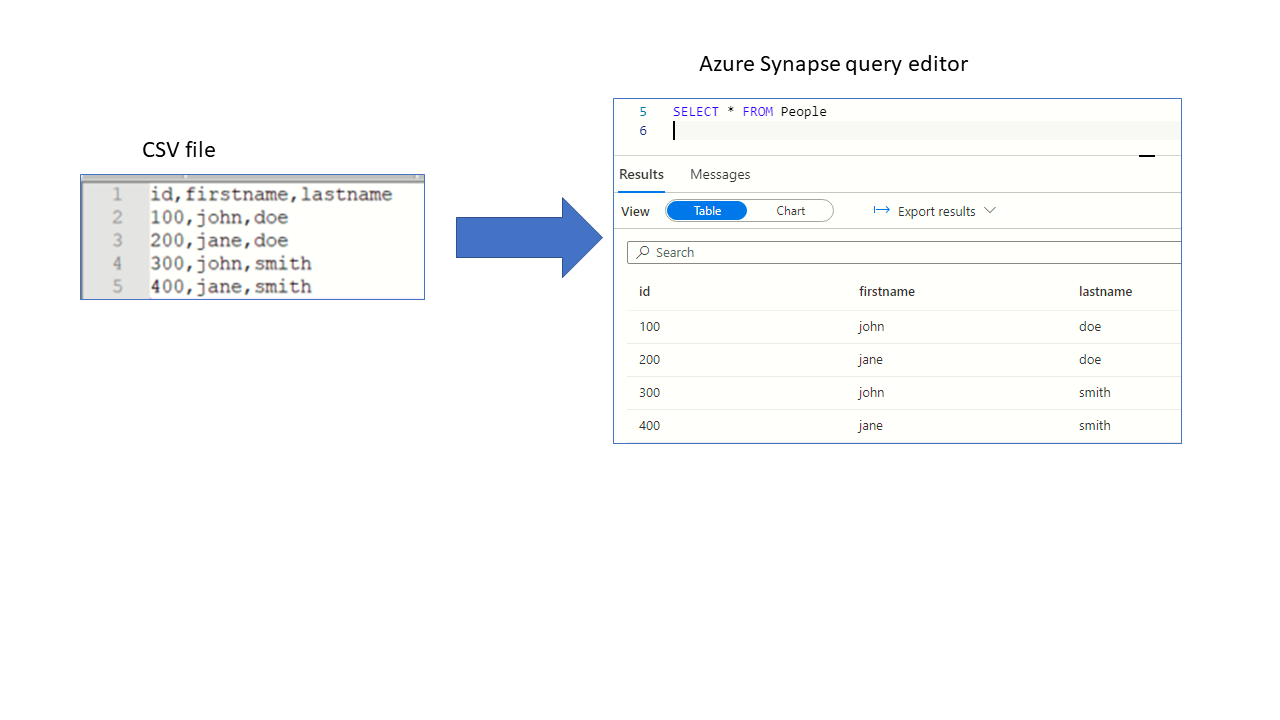 Azure Synapse query editor
CSV file
1 id,firstname,lastname
2 100,john,doe
3 200,jane,doe
4 300,john,smith
5 400,jane,smith
5 SELECT * FROM People
6
Results Messages
View Table Chart Export results
Search
id firstname lastname
100 john doe
200 jane doe
300 john smith
400 jane smith